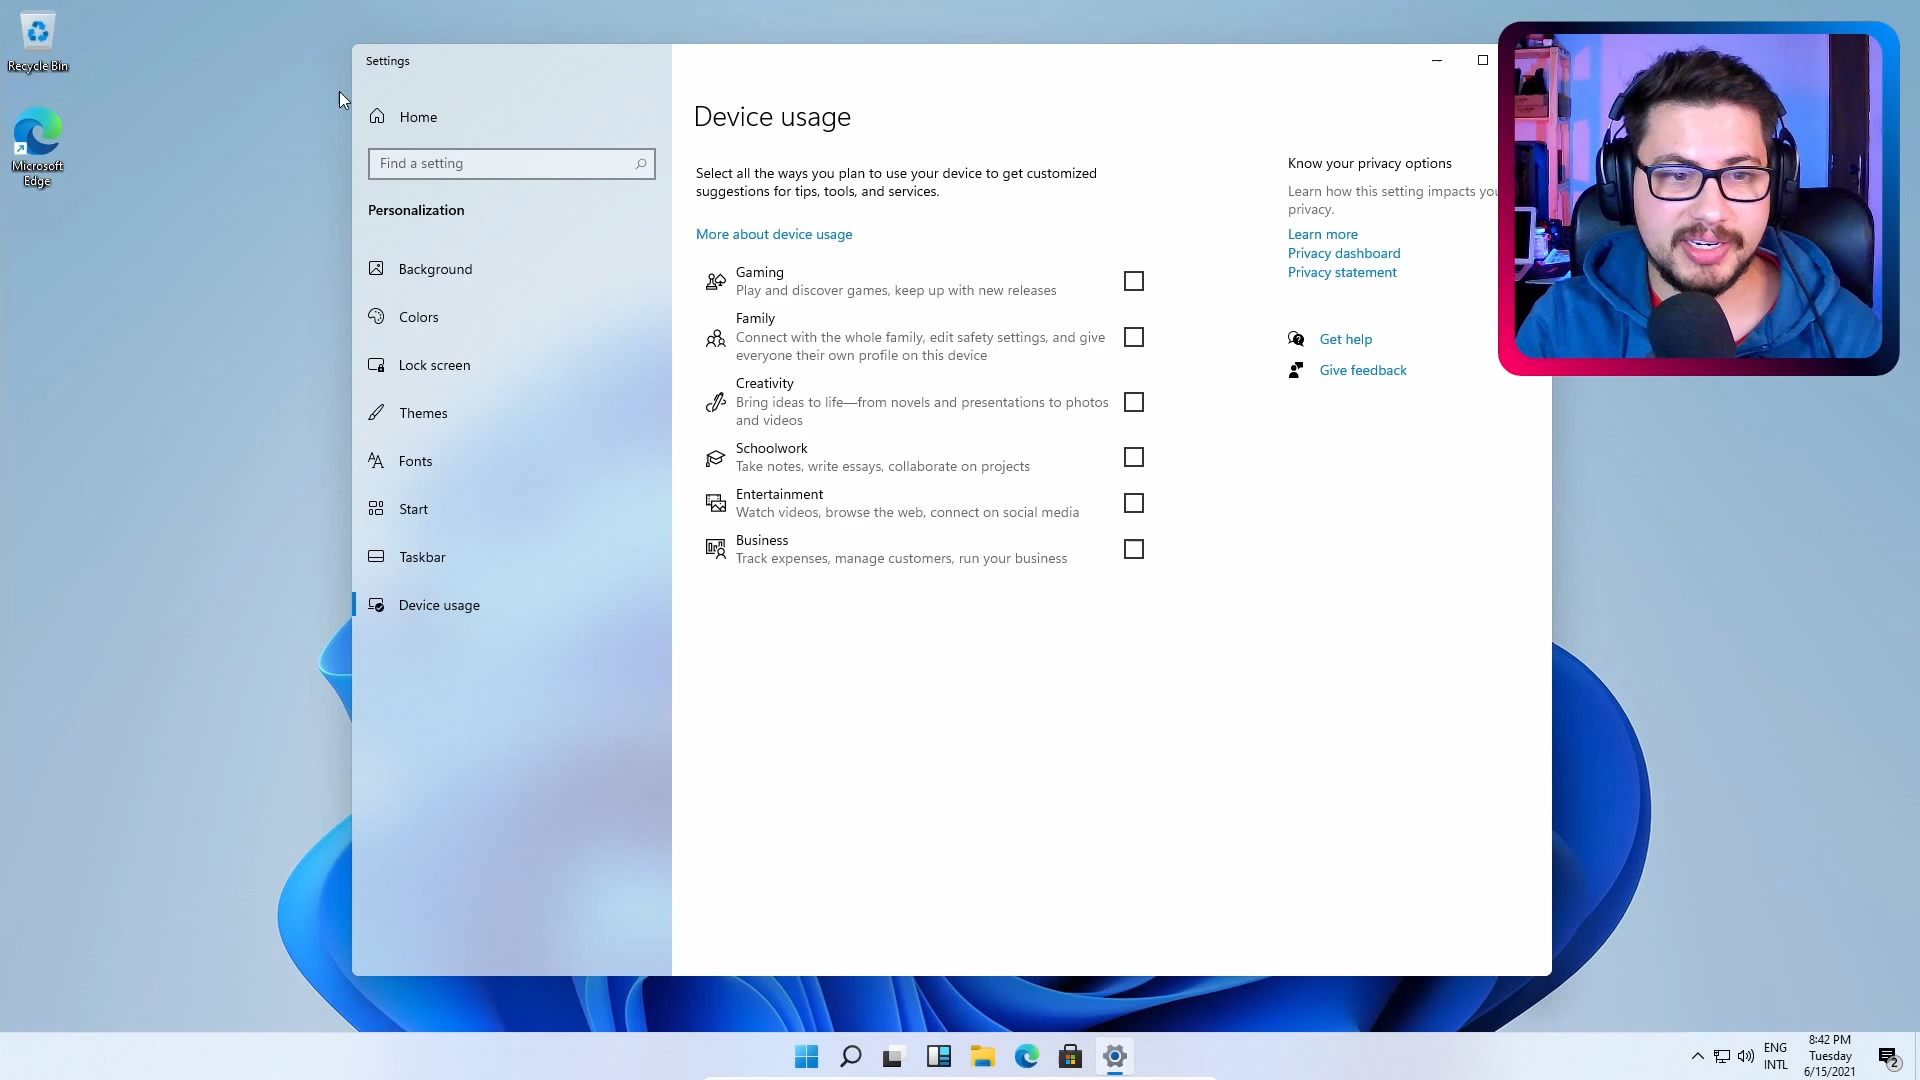 Recycle Bin
Microsoft
Edge
Settings
Home
Find a setting
Personalization
Background
Colors
Lock screen
Themes
Fonts
Start
Taskbar
Device usage
Device usage
Select all the ways you plan to use your device to get customized
suggestions for tips, tools, and services.
More about device usage
Gaming
Play and discover games, keep up with new releases
Family
Connect with the whole family, edit safety settings, and give
everyone their own profile on this device
Creativity
Bring ideas to life—from novels and presentations to photos
and videos
Schoolwork
Take notes, write essays, collaborate on projects
Entertainment
Watch videos, browse the web, connect on social media
Business
Track expenses, manage customers, run your business
Know your privacy options
Learn how this setting impacts you
privacy.
Learn more
Privacy dashboard
Privacy statement
Get help
Give feedback
ENG
INTL
8:42 PM
Tuesday
6/15/2021
2